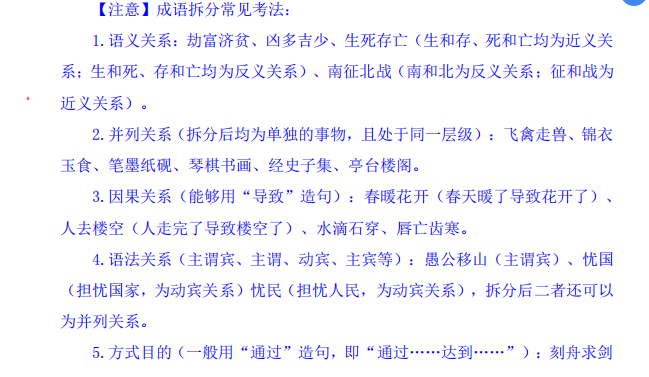 【注意】成语拆分常见考法：
1.语义关系：劫富济贫、凶多吉少、生死存亡（生和存、死和亡均为近义关
系；生和死、存和亡均为反义关系）、南征北战（南和北为反义关系；征和战为
近义关系）。
2.并列关系（拆分后均为单独的事物，且处于同一层级）：飞禽走兽、锦衣
玉食、笔墨纸砚、琴棋书画、经史子集、亭台楼阁。
3.因果关系（能够用“导致”造句）：春暖花开（春天暖了导致花开了）、
人去楼空（人走完了导致楼空了）、水滴石穿、唇亡齿寒。
4.语法关系（主谓宾、主谓、动宾、主宾等）：愚公移山（主谓宾）、忧国
（担忧国家，为动宾关系）忧民（担忧人民，为动宾关系），拆分后二者还可以
为并列关系。
5.方式目的（一般用“通过”造句，即“通过……达到……”）：刻舟求剑